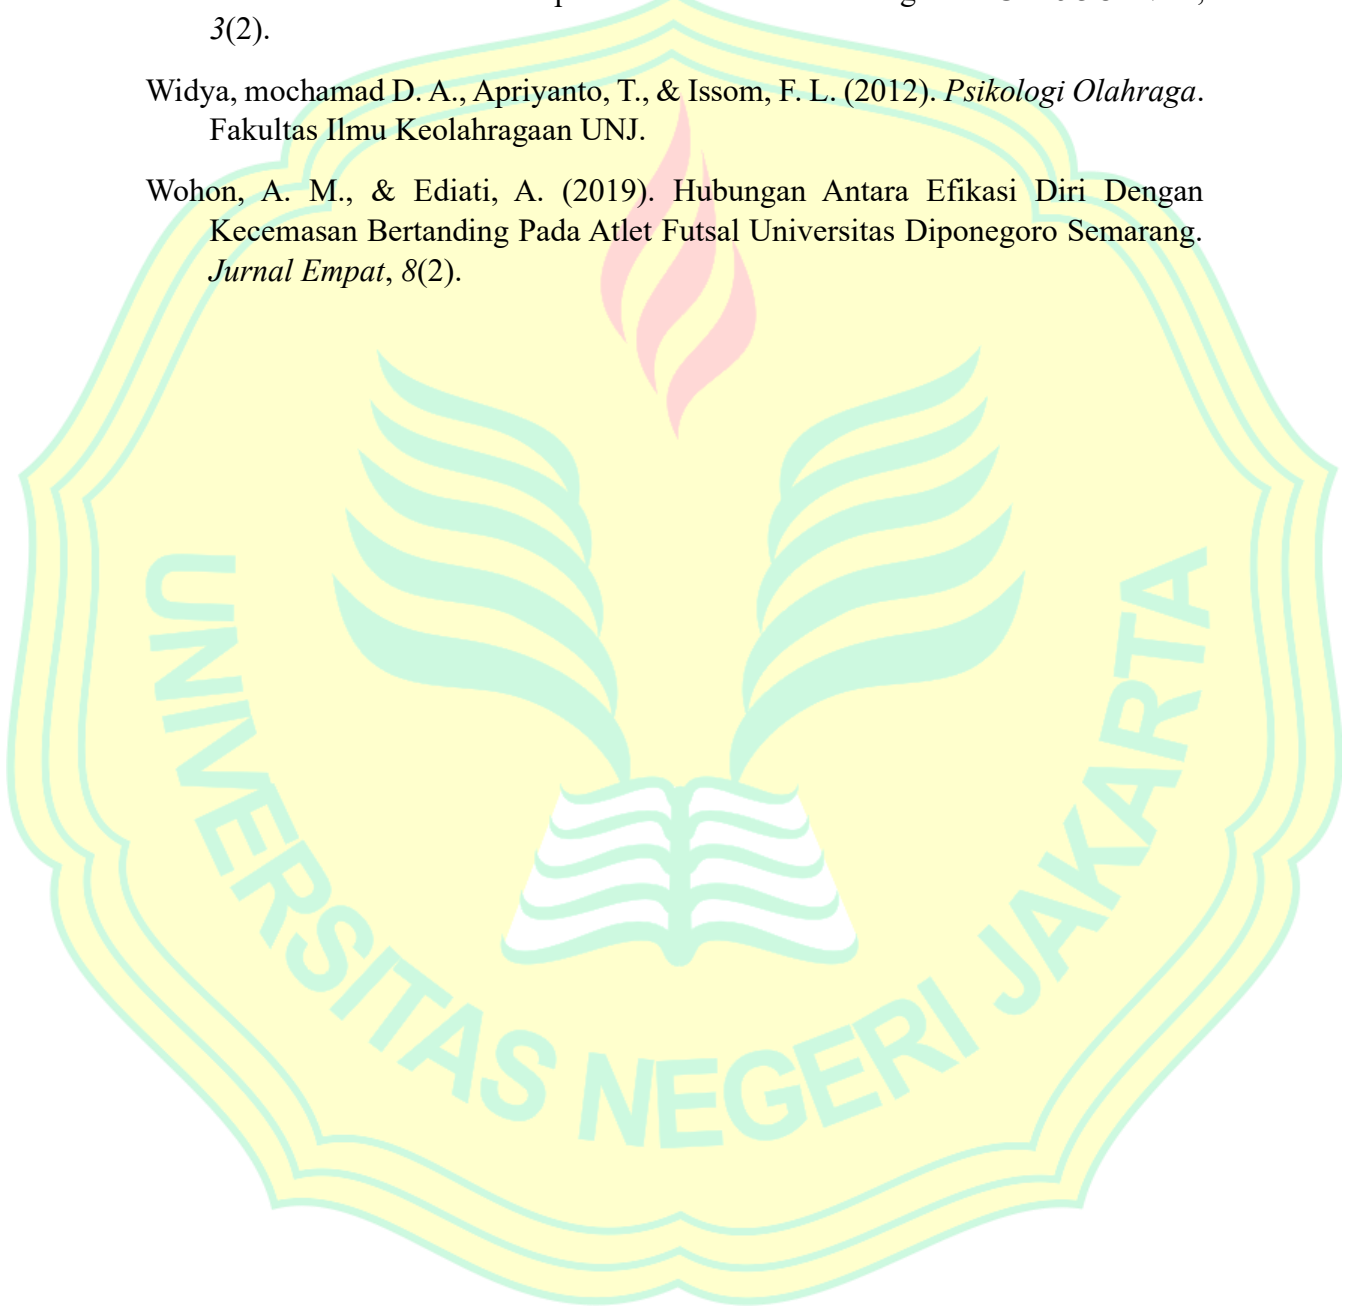 3(2).
Widya, mochamad D. A., Apriyanto, T., & Issom, F. L. (2012). Psikologi Olahraga.
Fakultas Ilmu Keolahragaan UNJ.
Wohon, A. M., & Ediati, A. (2019). Hubungan Antara Efikasi Diri Dengan
Kecemasan Bertanding Pada Atlet Futsal Universitas Diponegoro Semarang.
Jurnal Empat, 8(2).
UNIVERSITAS NEGERI JAKARTA